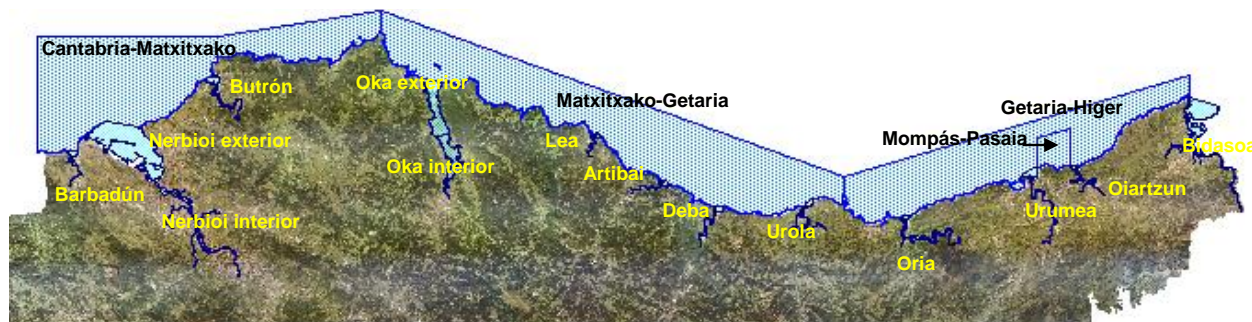 Cantabria-Matxitxako
Butrón
Oka exterior
Matxitxako-Getaria
Getaria-Higer
Mompás-Pasaia
Nerbioi exterior
Lea
Bidasoa
Oka interior
Artibai
Barbadún
Oiartzun
Nerbioi interior
Deba
Urola
Urumea
Oria